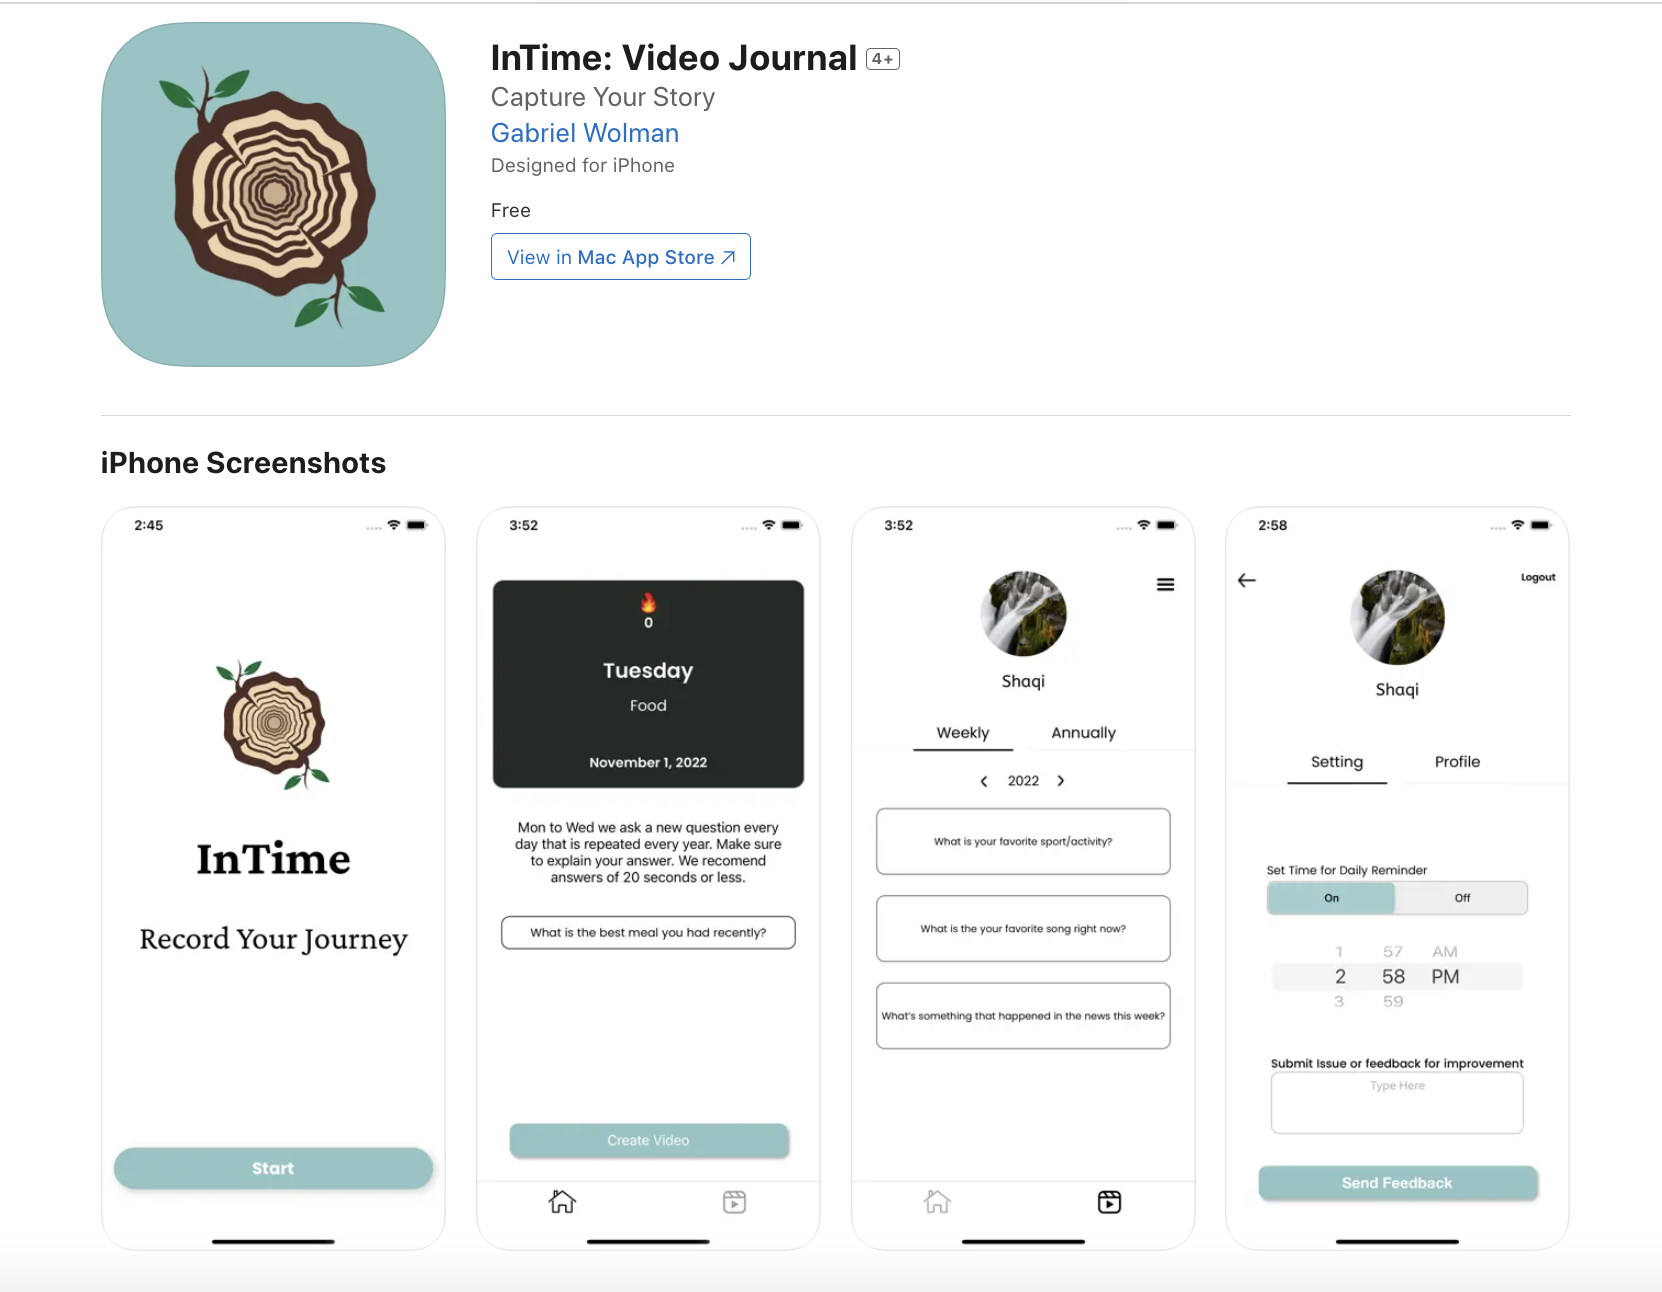 InTime: Video Journal 4+
Capture Your Story
Gabriel Wolman
Designed for iPhone
Free
View in Mac App Store
iPhone Screenshots
2:45
InTime
Record Your Journey
Start
3:52
0
Tuesday
Food
November 1, 2022
Mon to Wed we ask a new question every
day that is repeated every year. Make sure
to explain your answer. We recomend
answers of 20 seconds or less.
What is the best meal you had recently?
Create Video
3:52
Shaqi
Weekly Annually
2022
What is your favorite sport/activity?
What is the your favorite song right now?
What's something that happened in the news this week?
2:58
Logout
Shaqi
Setting Profile
Set Time for Daily Reminder
On Off
1 57 AM
2 58 PM
3 59
Submit Issue or feedback for improvement
Type Here
Send Feedback